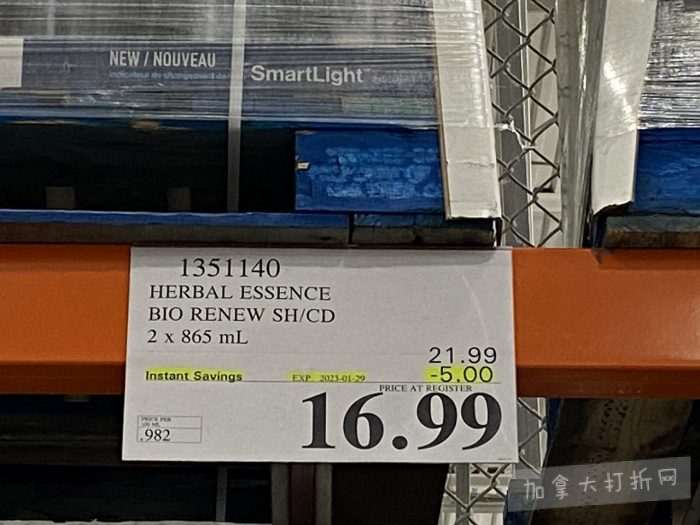 NEW / NOUVEAU
SmartLight
1351140
HERBAL ESSENCE
BIO RENEW SH/CD
2 x 865 mL
21.99
Instant Savings EXP. 2023-01-29 -5.00
PRICE AT REGISTER
PRICE PER
100 ML
.982
16.99
加拿大打折网